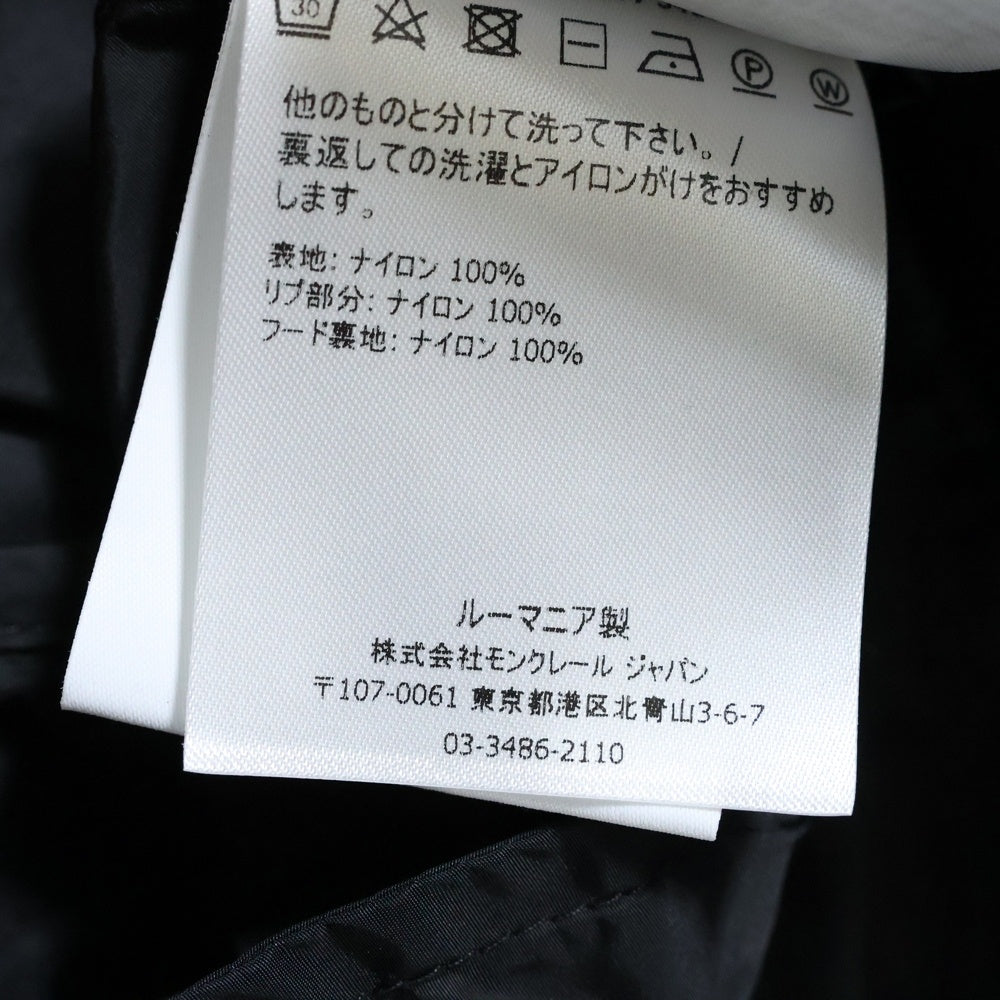 30
P
W
他のものと分けて洗って下さい。/
裏返しての洗濯とアイロンがけをおすすめ
します。
表地: ナイロン 100%
リブ部分: ナイロン 100%
フード裏地: ナイロン 100%
ルーマニア製
株式会社モンクレール ジャパン
〒107-0061 東京都港区北青山3-6-7
03-3486-2110